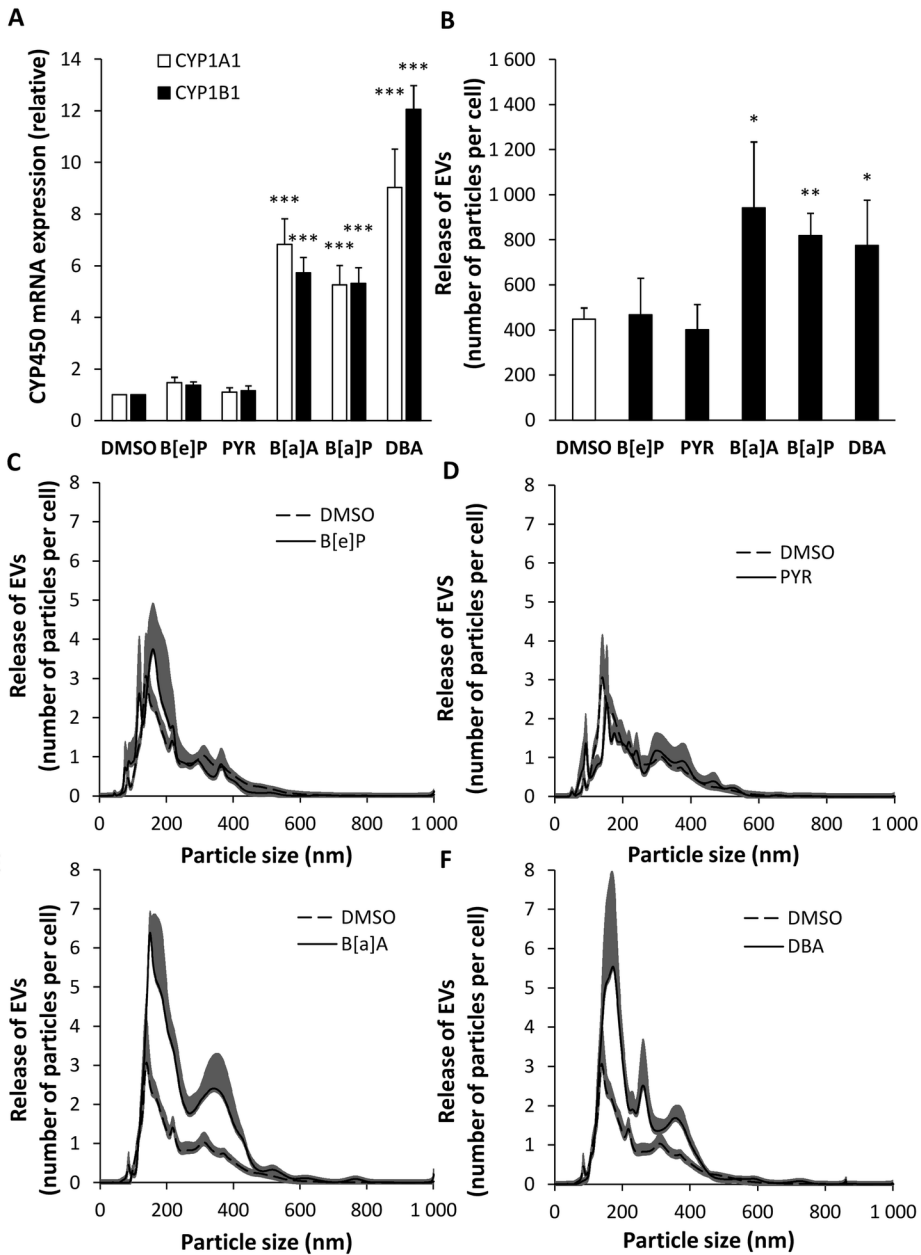 A
CYP450 mRNA expression (relative)
14
12
10
8
6
4
2
0
CYP1A1
CYP1B1
***
***
***
***
***
***
DMSO B[e]P PYR B[a]A B[a]P DBA
B
Release of EVs
(number of particles per cell)
1 600
1 400
1 200
1 000
800
600
400
200
0
*
**
*
DMSO B[e]P PYR B[a]A B[a]P DBA
C
Release of EVs
(number of particles per cell)
8
7
6
5
4
3
2
1
0
DMSO
B[e]P
0 200 400 600 800 1 000
Particle size (nm)
D
Release of EVS
(number of particles per cell)
8
7
6
5
4
3
2
1
0
DMSO
PYR
0 200 400 600 800 1 000
Particle size (nm)
Release of EVs
(number of particles per cell)
8
7
6
5
4
3
2
1
0
DMSO
B[a]A
0 200 400 600 800 1 000
Particle size (nm)
F
Release of EVs
(number of particles per cell)
8
7
6
5
4
3
2
1
0
DMSO
DBA
0 200 400 600 800 1 000
Particle size (nm)